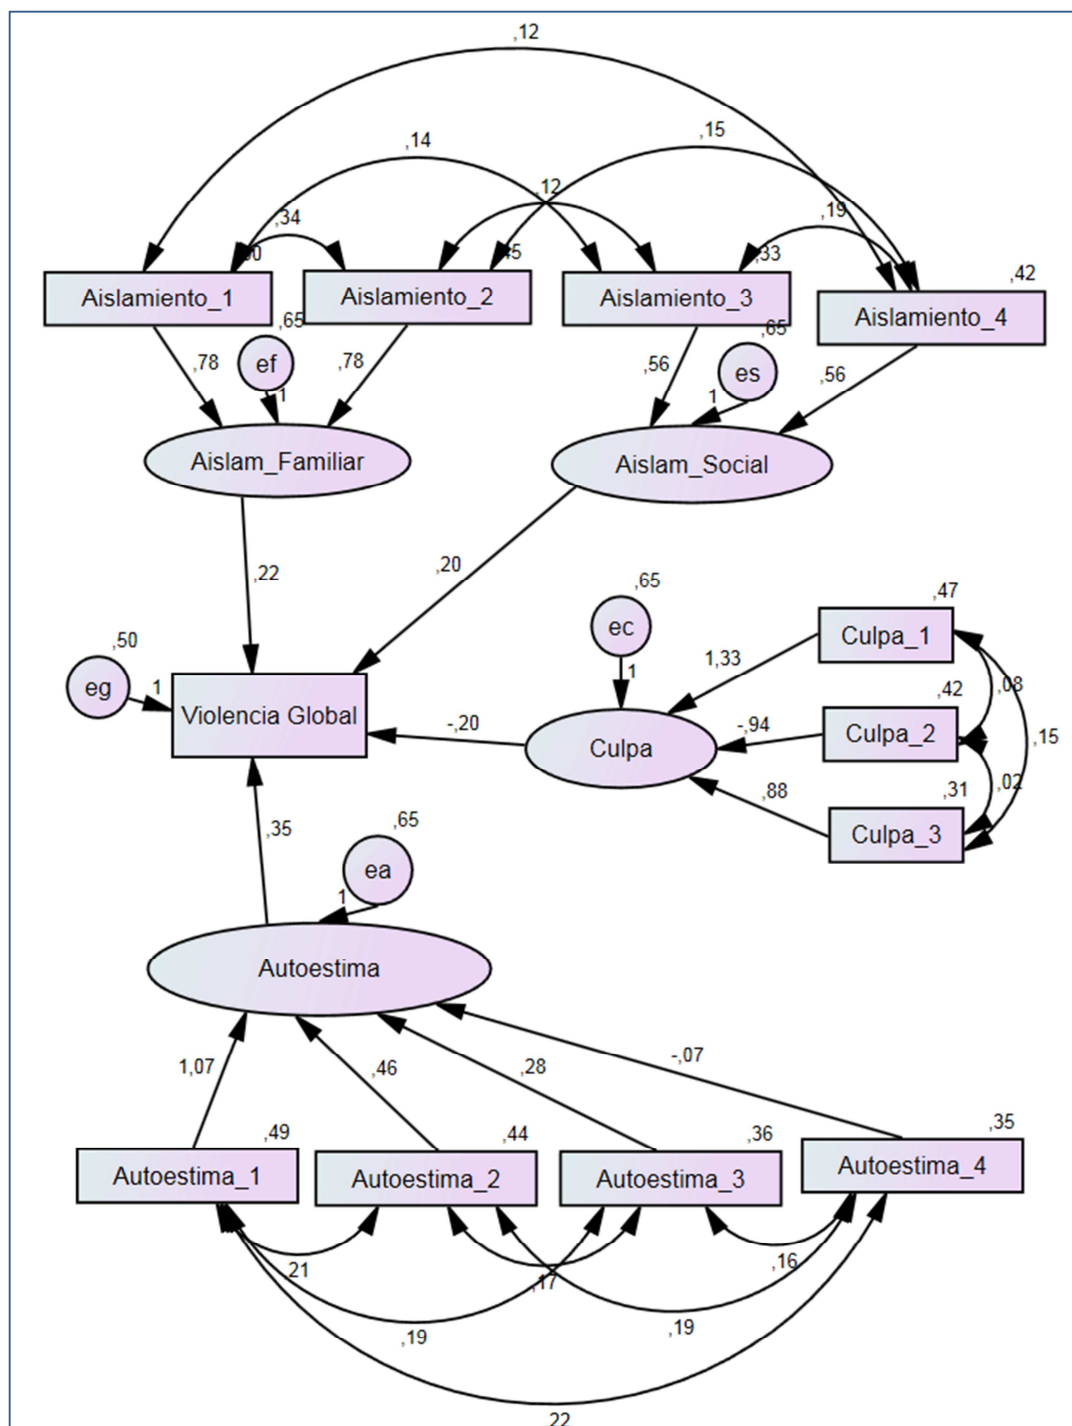 ,12
,14
,15
,12
,34
,19
,45
,33
,42
Aislamiento_1
Aislamiento_2
Aislamiento_3
Aislamiento_4
,65
,65
,78
ef
,78
,56
es
,56
1
1
Aislam_Familiar
Aislam_Social
,22
,20
,65
,47
ec
Culpa_1
,50
1,33
1
eg
1
Violencia Global
-,20
Culpa
,42
,08
-,94
Culpa_2
,15
,88
,31
,02
Culpa_3
,35
,65
ea
1
Autoestima
1,07
,46
,28
-,07
,49
,44
,36
,35
Autoestima_1
Autoestima_2
Autoestima_3
Autoestima_4
21
,17
,16
,19
,19
22